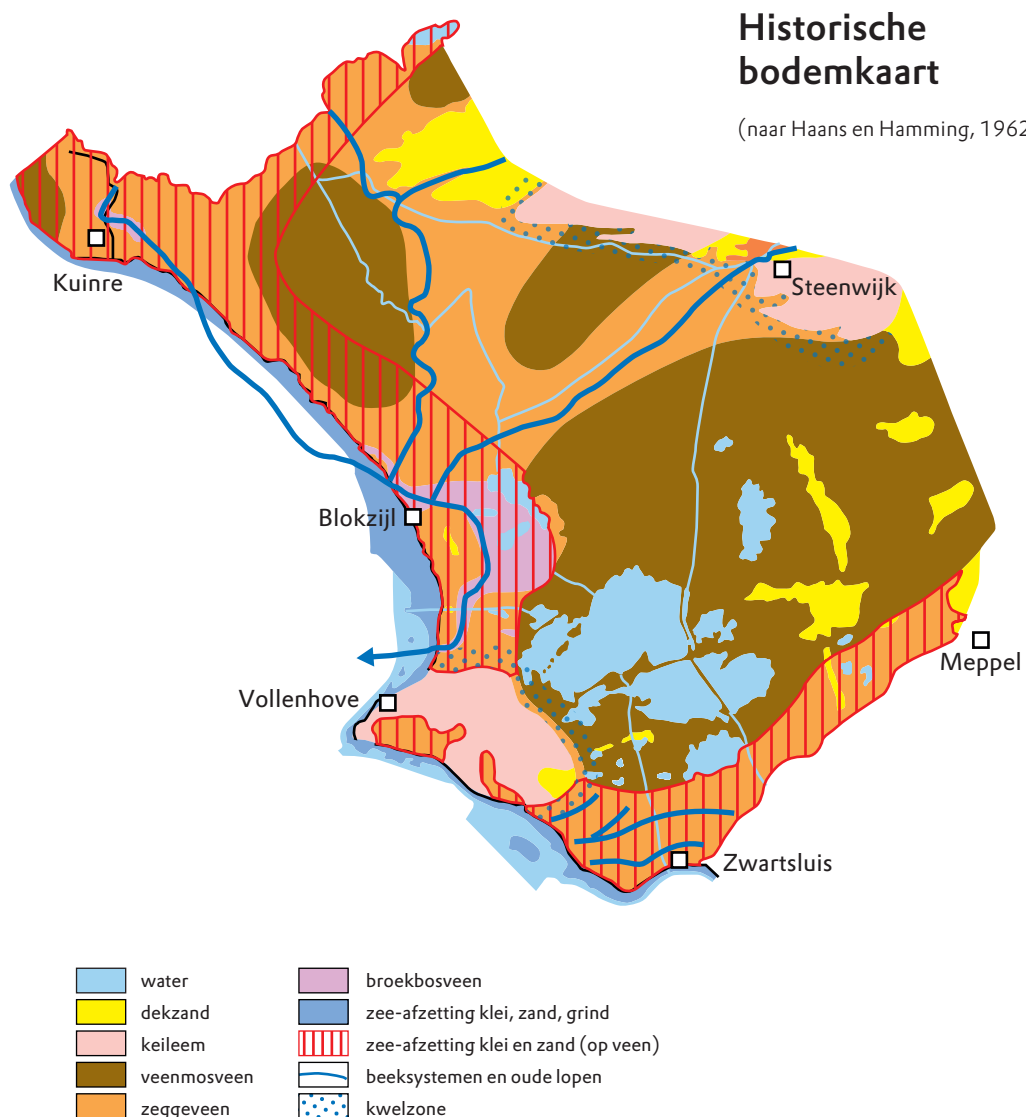 Historische
bodemkaart
(naar Haans en Hamming, 1962
Kuinre
Steenwijk
Blokzijl
Meppel
Vollenhove
Zwartsluis
water
dekzand
keileem
veenmosveen
zeggeveen
broekbosveen
zee-afzetting klei, zand, grind
zee-afzetting klei en zand (op veen)
beeksystemen en oude lopen
kwelzone